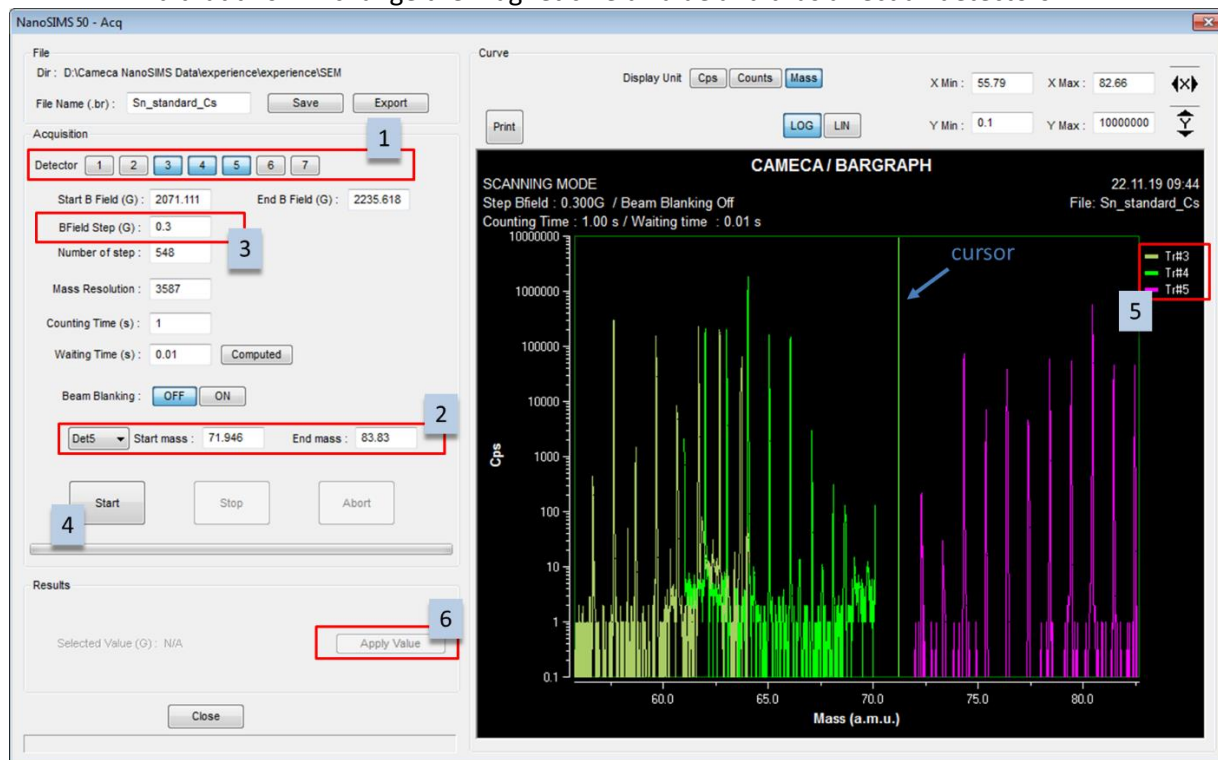 NanoSIMS 50 - Acq
File
Dir : D:\Cameca NanoSIMS Data\experience\experience\SEM
File Name (.br) : Sn_standard_Cs Save Export
1
Acquisition
Detector 1 2 3 4 5 6 7
Start B Field (G) : 2071.111 End B Field (G) : 2235.618
BField Step (G) : 0.3
3
Number of step : 548
Mass Resolution : 3587
Counting Time (s) : 1
Waiting Time (s) : 0.01 Computed
Beam Blanking : OFF ON
2
Det5 Start mass : 71.946 End mass : 83.83
Start Stop Abort
4
Results
6
Selected Value (G) : N/A Apply Value
Close
Curve
Display Unit Cps Counts Mass X Min : 55.79 X Max : 82.66 X
Print LOG LIN Y Min : 0.1 Y Max : 10000000 Y
CAMECA / BARGRAPH
SCANNING MODE 22.11.19 09:44
Step Bfield : 0.300G / Beam Blanking Off File: Sn_standard_Cs
Counting Time : 1.00 s / Waiting time : 0.01 s
10000000
cursor
Tr#3
Tr#4
Tr#5
5
1000000
100000
10000
1000
100
10
1
0.1
Cps
60.0 65.0 70.0 75.0 80.0
Mass (a.m.u.)